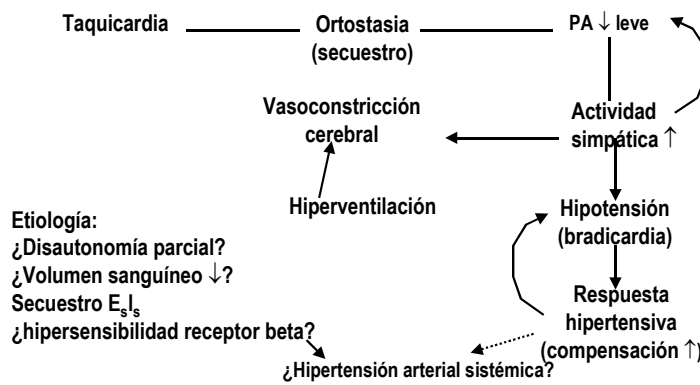 Taquicardia
Ortostasia
(secuestro)
PA ↓ leve
Vasoconstricción
cerebral
Actividad
simpática ↑
Hiperventilación
Hipotensión
(bradicardia)
Etiología:
¿Disautonomía parcial?
¿Volumen sanguíneo ↓?
Secuestro EsIs
¿hipersensibilidad receptor beta?
Respuesta
hipertensiva
(compensación ↑)
¿Hipertensión arterial sistémica?